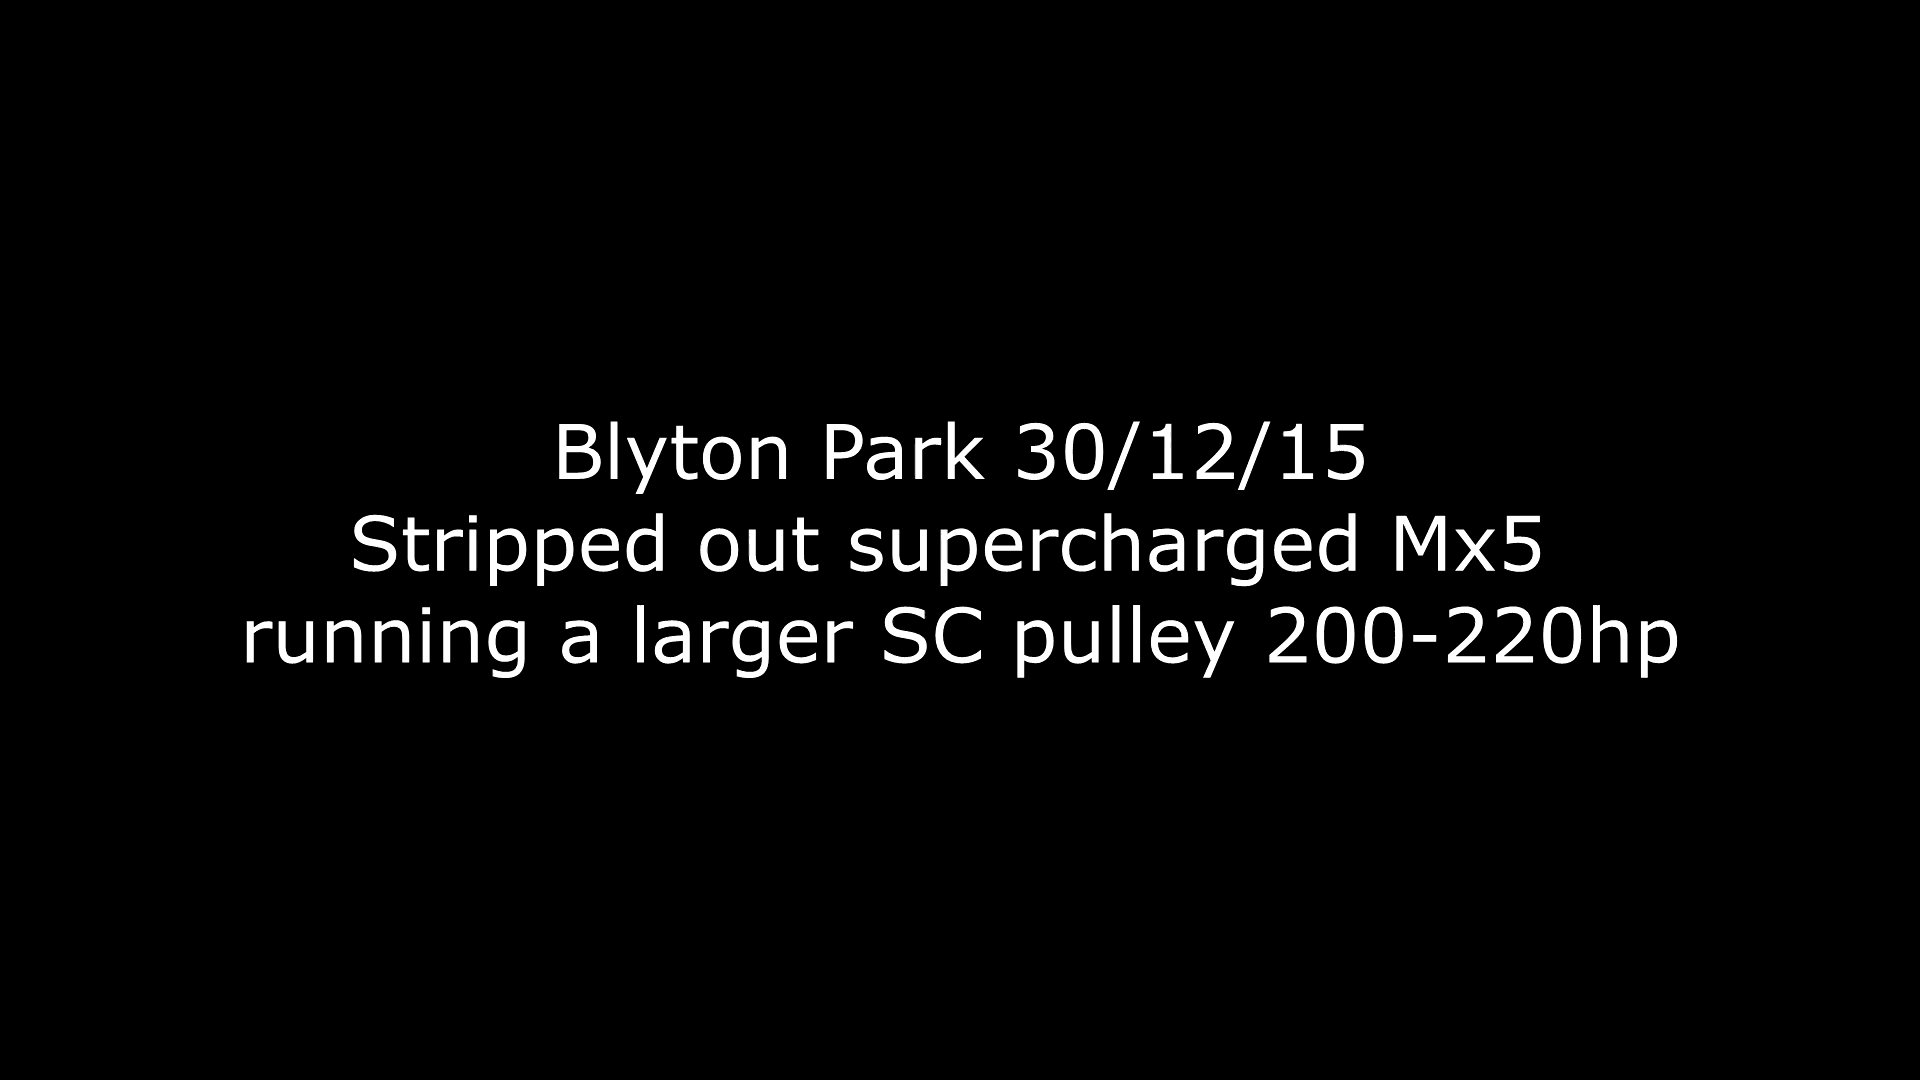 Blyton Park 30/12/15
Stripped out supercharged Mx5
running a larger SC pulley 200-220hp